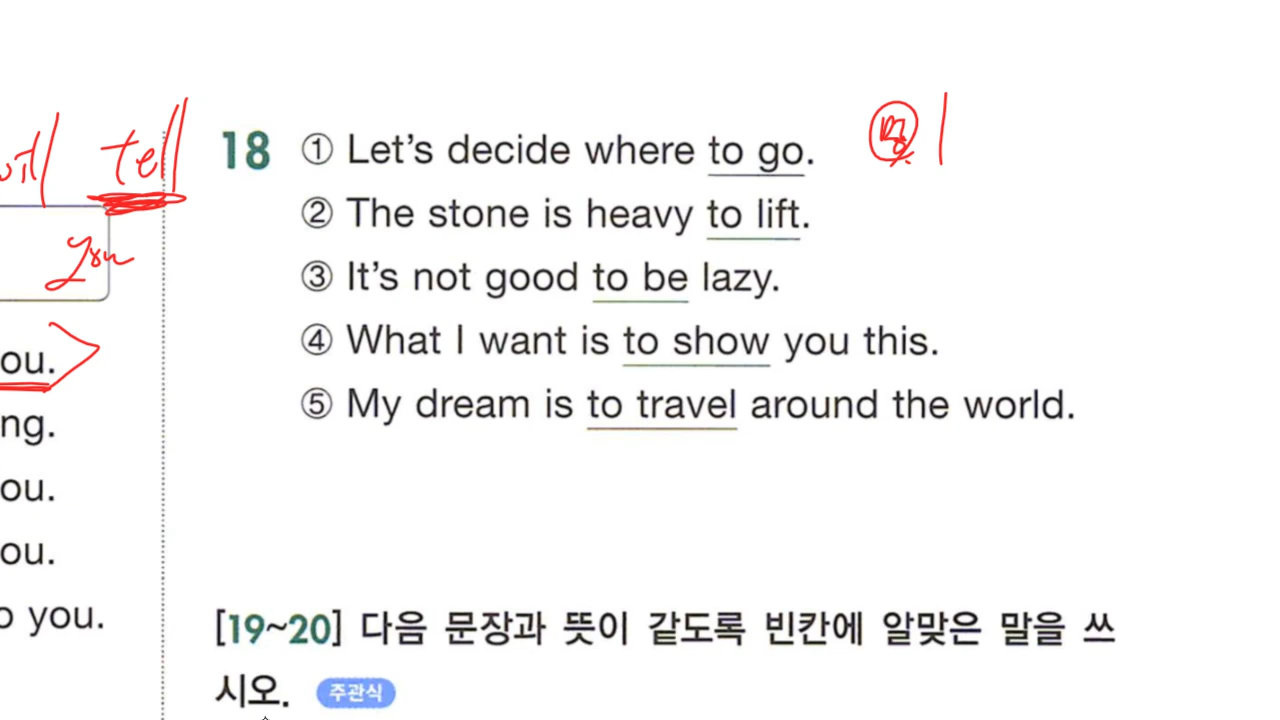 will tell
you
ou.
ng.
ou.
ou.
o you.
18 ① Let's decide where to go. 명
② The stone is heavy to lift.
③ It's not good to be lazy.
④ What I want is to show you this.
⑤ My dream is to travel around the world.
[19~20] 다음 문장과 뜻이 같도록 빈칸에 알맞은 말을 쓰
시오. 주관식